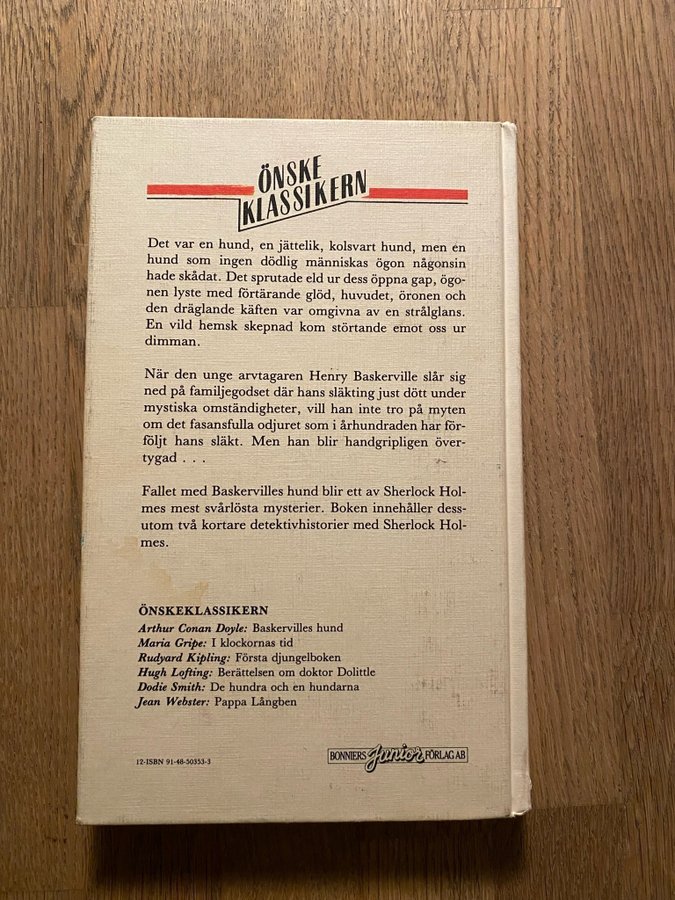 ÖNSKE
KLASSIKERN
Det var en hund, en jättelik, kolsvart hund, men en
hund som ingen dödlig människas ögon någonsin
hade skådat. Det sprutade eld ur dess öppna gap, ögo-
nen lyste med förtärande glöd, huvudet, öronen och
den dräglande käften var omgivna av en strålglans.
En vild hemsk skepnad kom störtande emot oss ur
dimman.
När den unge arvtagaren Henry Baskerville slår sig
ned på familjegodset där hans släkting just dött under
mystiska omständigheter, vill han inte tro på myten
om det fasansfulla odjuret som i århundraden har för-
följt hans släkt. Men han blir handgripligen över-
tygad . . .
Fallet med Baskervilles hund blir ett av Sherlock Hol-
mes mest svårlösta mysterier. Boken innehåller dess-
utom två kortare detektivhistorier med Sherlock Hol-
mes.
ÖNSKEKLASSIKERN
Arthur Conan Doyle: Baskervilles hund
Maria Gripe: I klockornas tid
Rudyard Kipling: Första djungelboken
Hugh Lofting: Berättelsen om doktor Dolittle
Dodie Smith: De hundra och en hundarna
Jean Webster: Pappa Långben
12-ISBN 91-48-50353-3
BONNIERS Junior FÖRLAG AB